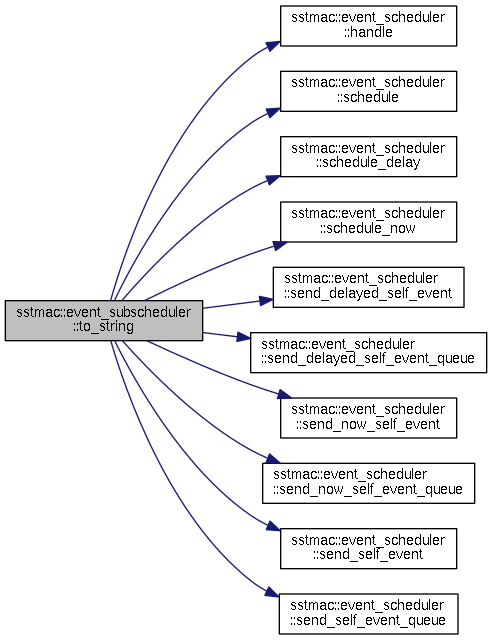 sstmac::event_scheduler
::handle
sstmac::event_scheduler
::schedule
sstmac::event_scheduler
::schedule_delay
sstmac::event_scheduler
::schedule_now
sstmac::event_scheduler
::send_delayed_self_event
sstmac::event_subscheduler
::to_string
sstmac::event_scheduler
::send_delayed_self_event_queue
sstmac::event_scheduler
::send_now_self_event
sstmac::event_scheduler
::send_now_self_event_queue
sstmac::event_scheduler
::send_self_event
sstmac::event_scheduler
::send_self_event_queue